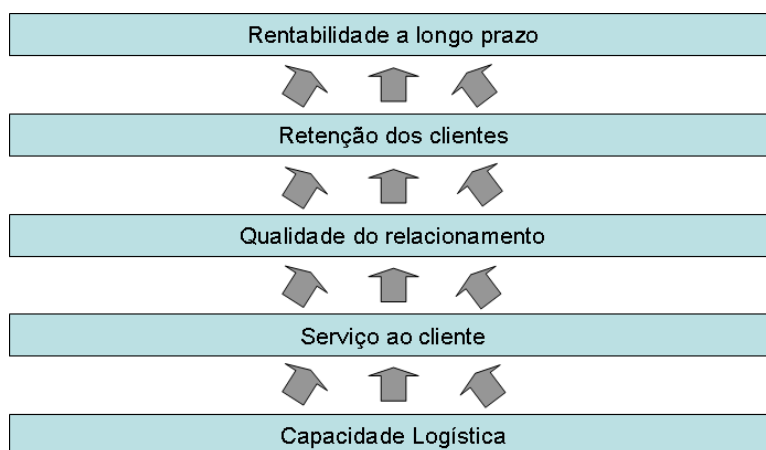 Rentabilidade a longo prazo
Retenção dos clientes
Qualidade do relacionamento
Serviço ao cliente
Capacidade Logística